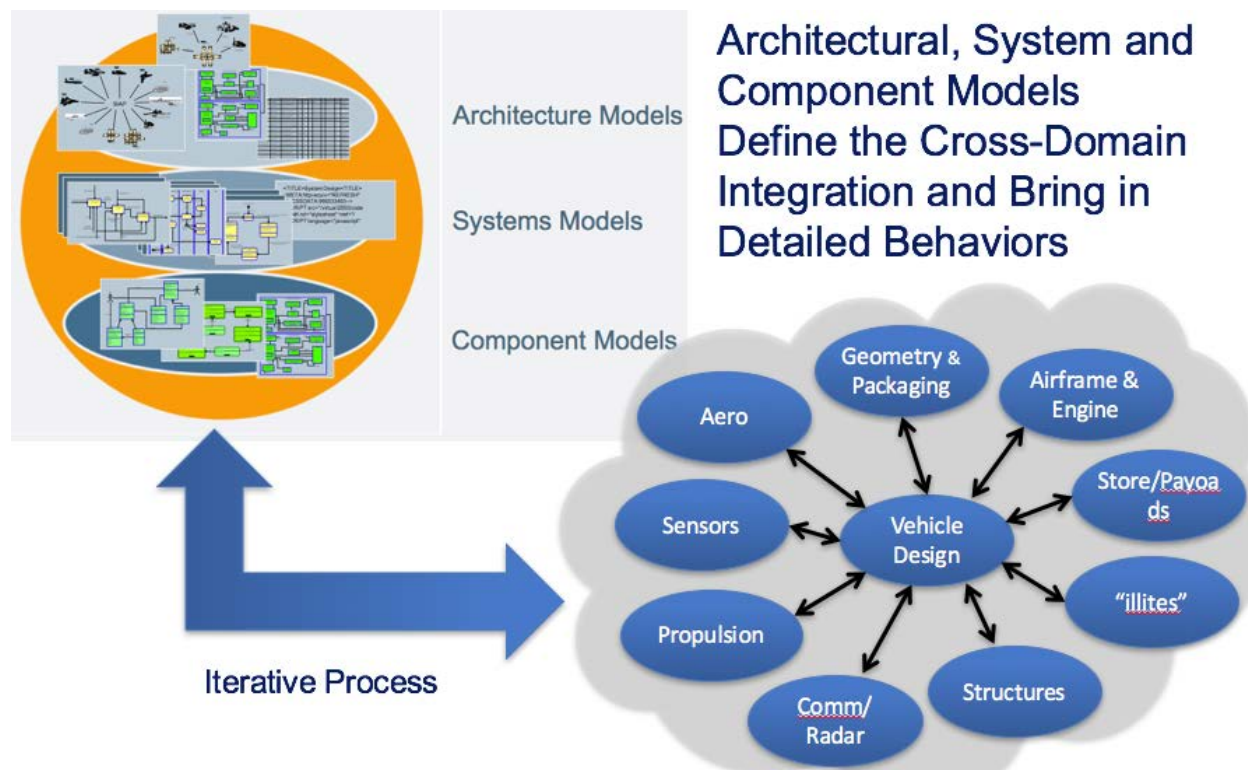 Architectural, System and
Component Models
Define the Cross-Domain
Integration and Bring in
Detailed Behaviors
Architecture Models
Systems Models
Component Models
SIAP
Geometry &
Packaging
Airframe &
Engine
Aero
Store/Payoa
ds
Sensors
Vehicle
Design
"illites"
Propulsion
Structures
Comm/
Radar
Iterative Process